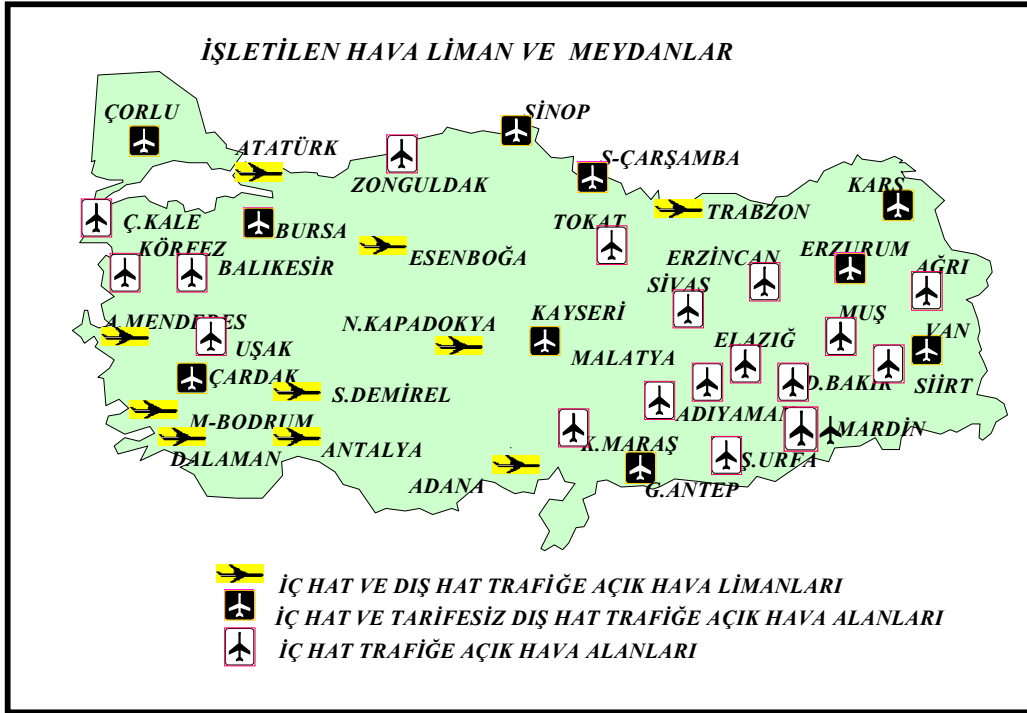 İŞLETİLEN HAVA LİMAN VE MEYDANLAR
ÇORLU
SİNOP
ATATÜRK
S-ÇARŞAMBA
ZONGULDAK
KARS
Ç.KALE
BURSA
TOKAT
TRABZON
KÖRFEZ
BALIKESİR
ESENBOĞA
ERZİNCAN
ERZURUM
AĞRI
SİVAS
A.MENDERES
N.KAPADOKYA
KAYSERİ
MUŞ
VAN
UŞAK
MALATYA
ELAZIĞ
ÇARDAK
S.DEMİREL
D.BAKIR
SİİRT
M-BODRUM
ADIYAMAN
MARDİN
DALAMAN
ANTALYA
K.MARAŞ
Ş.URFA
ADANA
G.ANTEP
İÇ HAT VE DIŞ HAT TRAFİĞE AÇIK HAVA LİMANLARI
İÇ HAT VE TARİFESİZ DIŞ HAT TRAFİĞE AÇIK HAVA ALANLARI
İÇ HAT TRAFİĞE AÇIK HAVA ALANLARI